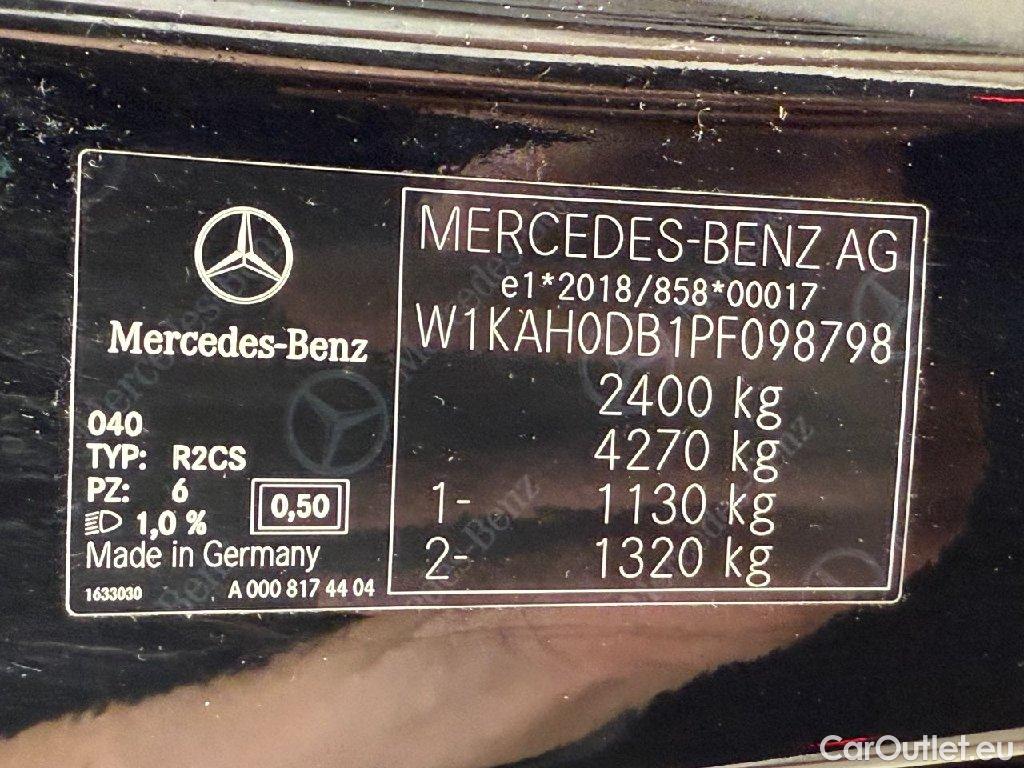 Mercedes-Benz
040
TYP: R2CS
PZ: 6
1,0 %
0,50
Made in Germany
1633030 A 000 817 44 04
MERCEDES-BENZ AG
e1*2018/858*00017
W1KAH0DB1PF098798
2400 kg
4270 kg
1- 1130 kg
2- 1320 kg
CarOutlet.eu